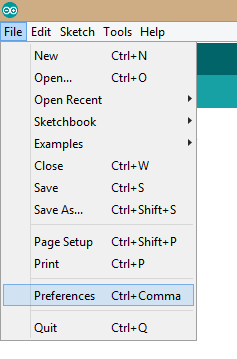 File Edit Sketch Tools Help
New Ctrl+N
Open... Ctrl+O
Open Recent
Sketchbook
Examples
Close Ctrl+W
Save Ctrl+S
Save As... Ctrl+Shift+S
Page Setup Ctrl+Shift+P
Print Ctrl+P
Preferences Ctrl+Comma
Quit Ctrl+Q